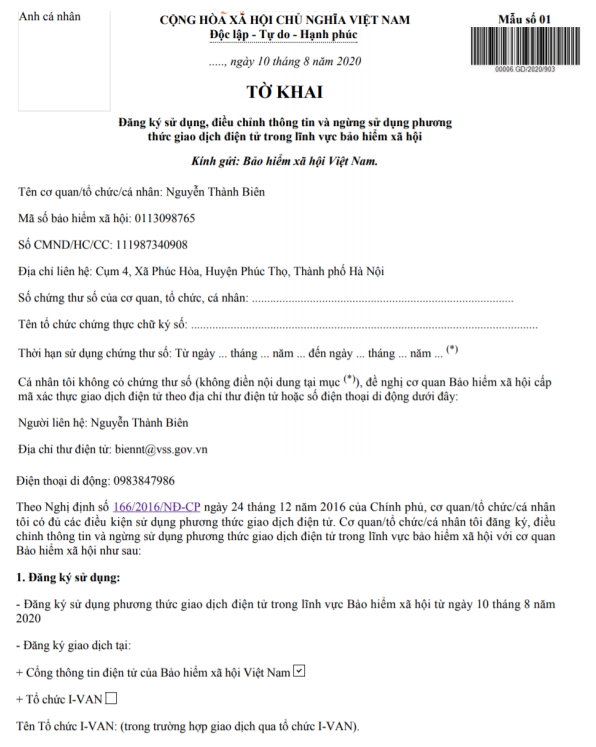 Ảnh cá nhân
CỘNG HOÀ XÃ HỘI CHỦ NGHĨA VIỆT NAM
Độc lập - Tự do - Hạnh phúc
Mẫu số 01
00006.GD/2020/903
....., ngày 10 tháng 8 năm 2020
TỜ KHAI
Đăng ký sử dụng, điều chỉnh thông tin và ngừng sử dụng phương
thức giao dịch điện tử trong lĩnh vực bảo hiểm xã hội
Kính gửi: Bảo hiểm xã hội Việt Nam.
Tên cơ quan/tổ chức/cá nhân: Nguyễn Thành Biên
Mã số bảo hiểm xã hội: 0113098765
Số CMND/HC/CC: 111987340908
Địa chỉ liên hệ: Cụm 4, Xã Phúc Hòa, Huyện Phúc Thọ, Thành phố Hà Nội
Số chứng thư số của cơ quan, tổ chức, cá nhân: ....................................................................................
Tên tổ chức chứng thực chữ ký số: ................................................................................................................
Thời hạn sử dụng chứng thư số: Từ ngày ... tháng ... năm ... đến ngày ... tháng ... năm ... (*)
Cá nhân tôi không có chứng thư số (không điền nội dung tại mục (*)), đề nghị cơ quan Bảo hiểm xã hội cấp
mã xác thực giao dịch điện tử theo địa chỉ thư điện tử hoặc số điện thoại di động dưới đây:
Người liên hệ: Nguyễn Thành Biên
Địa chỉ thư điện tử: biennt@vss.gov.vn
Điện thoại di động: 0983847986
Theo Nghị định số 166/2016/NĐ-CP ngày 24 tháng 12 năm 2016 của Chính phủ, cơ quan/tổ chức/cá nhân
tôi có đủ các điều kiện sử dụng phương thức giao dịch điện tử. Cơ quan/tổ chức/cá nhân tôi đăng ký, điều
chỉnh thông tin và ngừng sử dụng phương thức giao dịch điện tử trong lĩnh vực bảo hiểm xã hội với cơ quan
Bảo hiểm xã hội như sau:
1. Đăng ký sử dụng:
- Đăng ký sử dụng phương thức giao dịch điện tử trong lĩnh vực Bảo hiểm xã hội từ ngày 10 tháng 8 năm
2020
- Đăng ký giao dịch tại:
+ Cổng thông tin điện tử của Bảo hiểm xã hội Việt Nam ☑
+ Tổ chức I-VAN ☐
Tên Tổ chức I-VAN: (trong trường hợp giao dịch qua tổ chức I-VAN).